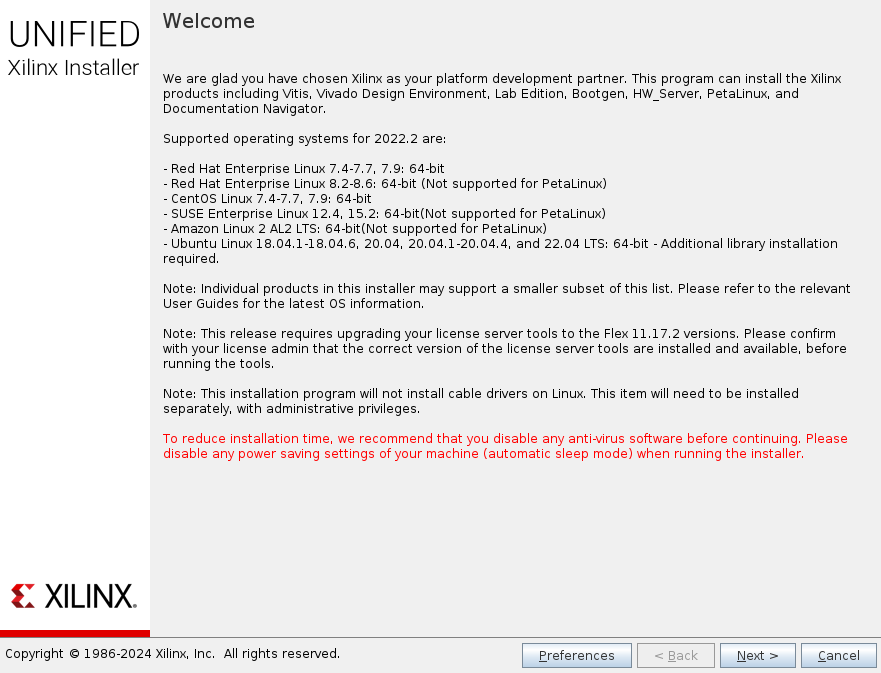 UNIFIED
Xilinx Installer
Welcome
We are glad you have chosen Xilinx as your platform development partner. This program can install the Xilinx
products including Vitis, Vivado Design Environment, Lab Edition, Bootgen, HW_Server, PetaLinux, and
Documentation Navigator.
Supported operating systems for 2022.2 are:
- Red Hat Enterprise Linux 7.4-7.7, 7.9: 64-bit
- Red Hat Enterprise Linux 8.2-8.6: 64-bit (Not supported for PetaLinux)
- CentOS Linux 7.4-7.7, 7.9: 64-bit
- SUSE Enterprise Linux 12.4, 15.2: 64-bit(Not supported for PetaLinux)
- Amazon Linux 2 AL2 LTS: 64-bit(Not supported for PetaLinux)
- Ubuntu Linux 18.04.1-18.04.6, 20.04, 20.04.1-20.04.4, and 22.04 LTS: 64-bit - Additional library installation
required.
Note: Individual products in this installer may support a smaller subset of this list. Please refer to the relevant
User Guides for the latest OS information.
Note: This release requires upgrading your license server tools to the Flex 11.17.2 versions. Please confirm
with your license admin that the correct version of the license server tools are installed and available, before
running the tools.
Note: This installation program will not install cable drivers on Linux. This item will need to be installed
separately, with administrative privileges.
To reduce installation time, we recommend that you disable any anti-virus software before continuing. Please
disable any power saving settings of your machine (automatic sleep mode) when running the installer.
XILINX.
Copyright © 1986-2024 Xilinx, Inc. All rights reserved.
Preferences
< Back
Next >
Cancel